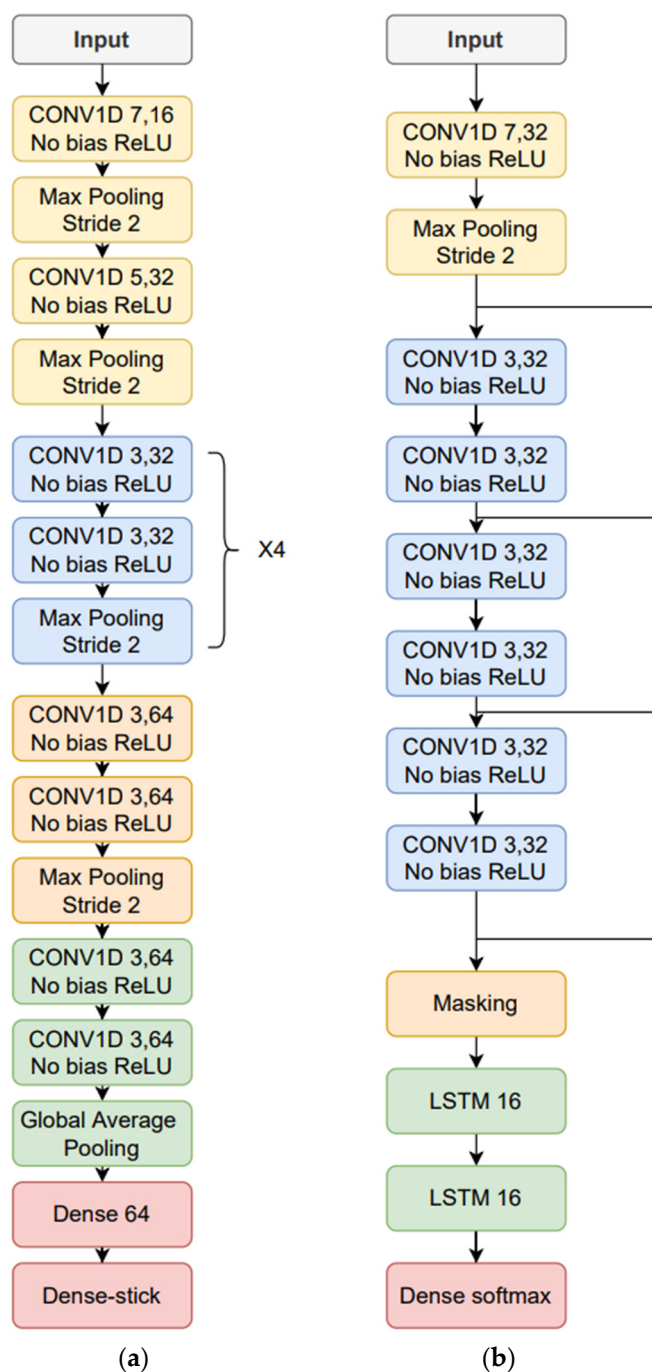 Input
CONV1D 7,16
No bias ReLU
Max Pooling
Stride 2
CONV1D 5,32
No bias ReLU
Max Pooling
Stride 2
CONV1D 3,32
No bias ReLU
CONV1D 3,32
No bias ReLU
Max Pooling
Stride 2
X4
CONV1D 3,64
No bias ReLU
CONV1D 3,64
No bias ReLU
Max Pooling
Stride 2
CONV1D 3,64
No bias ReLU
CONV1D 3,64
No bias ReLU
Global Average
Pooling
Dense 64
Dense-stick
(a)
Input
CONV1D 7,32
No bias ReLU
Max Pooling
Stride 2
CONV1D 3,32
No bias ReLU
CONV1D 3,32
No bias ReLU
CONV1D 3,32
No bias ReLU
CONV1D 3,32
No bias ReLU
CONV1D 3,32
No bias ReLU
CONV1D 3,32
No bias ReLU
Masking
LSTM 16
LSTM 16
Dense softmax
(b)